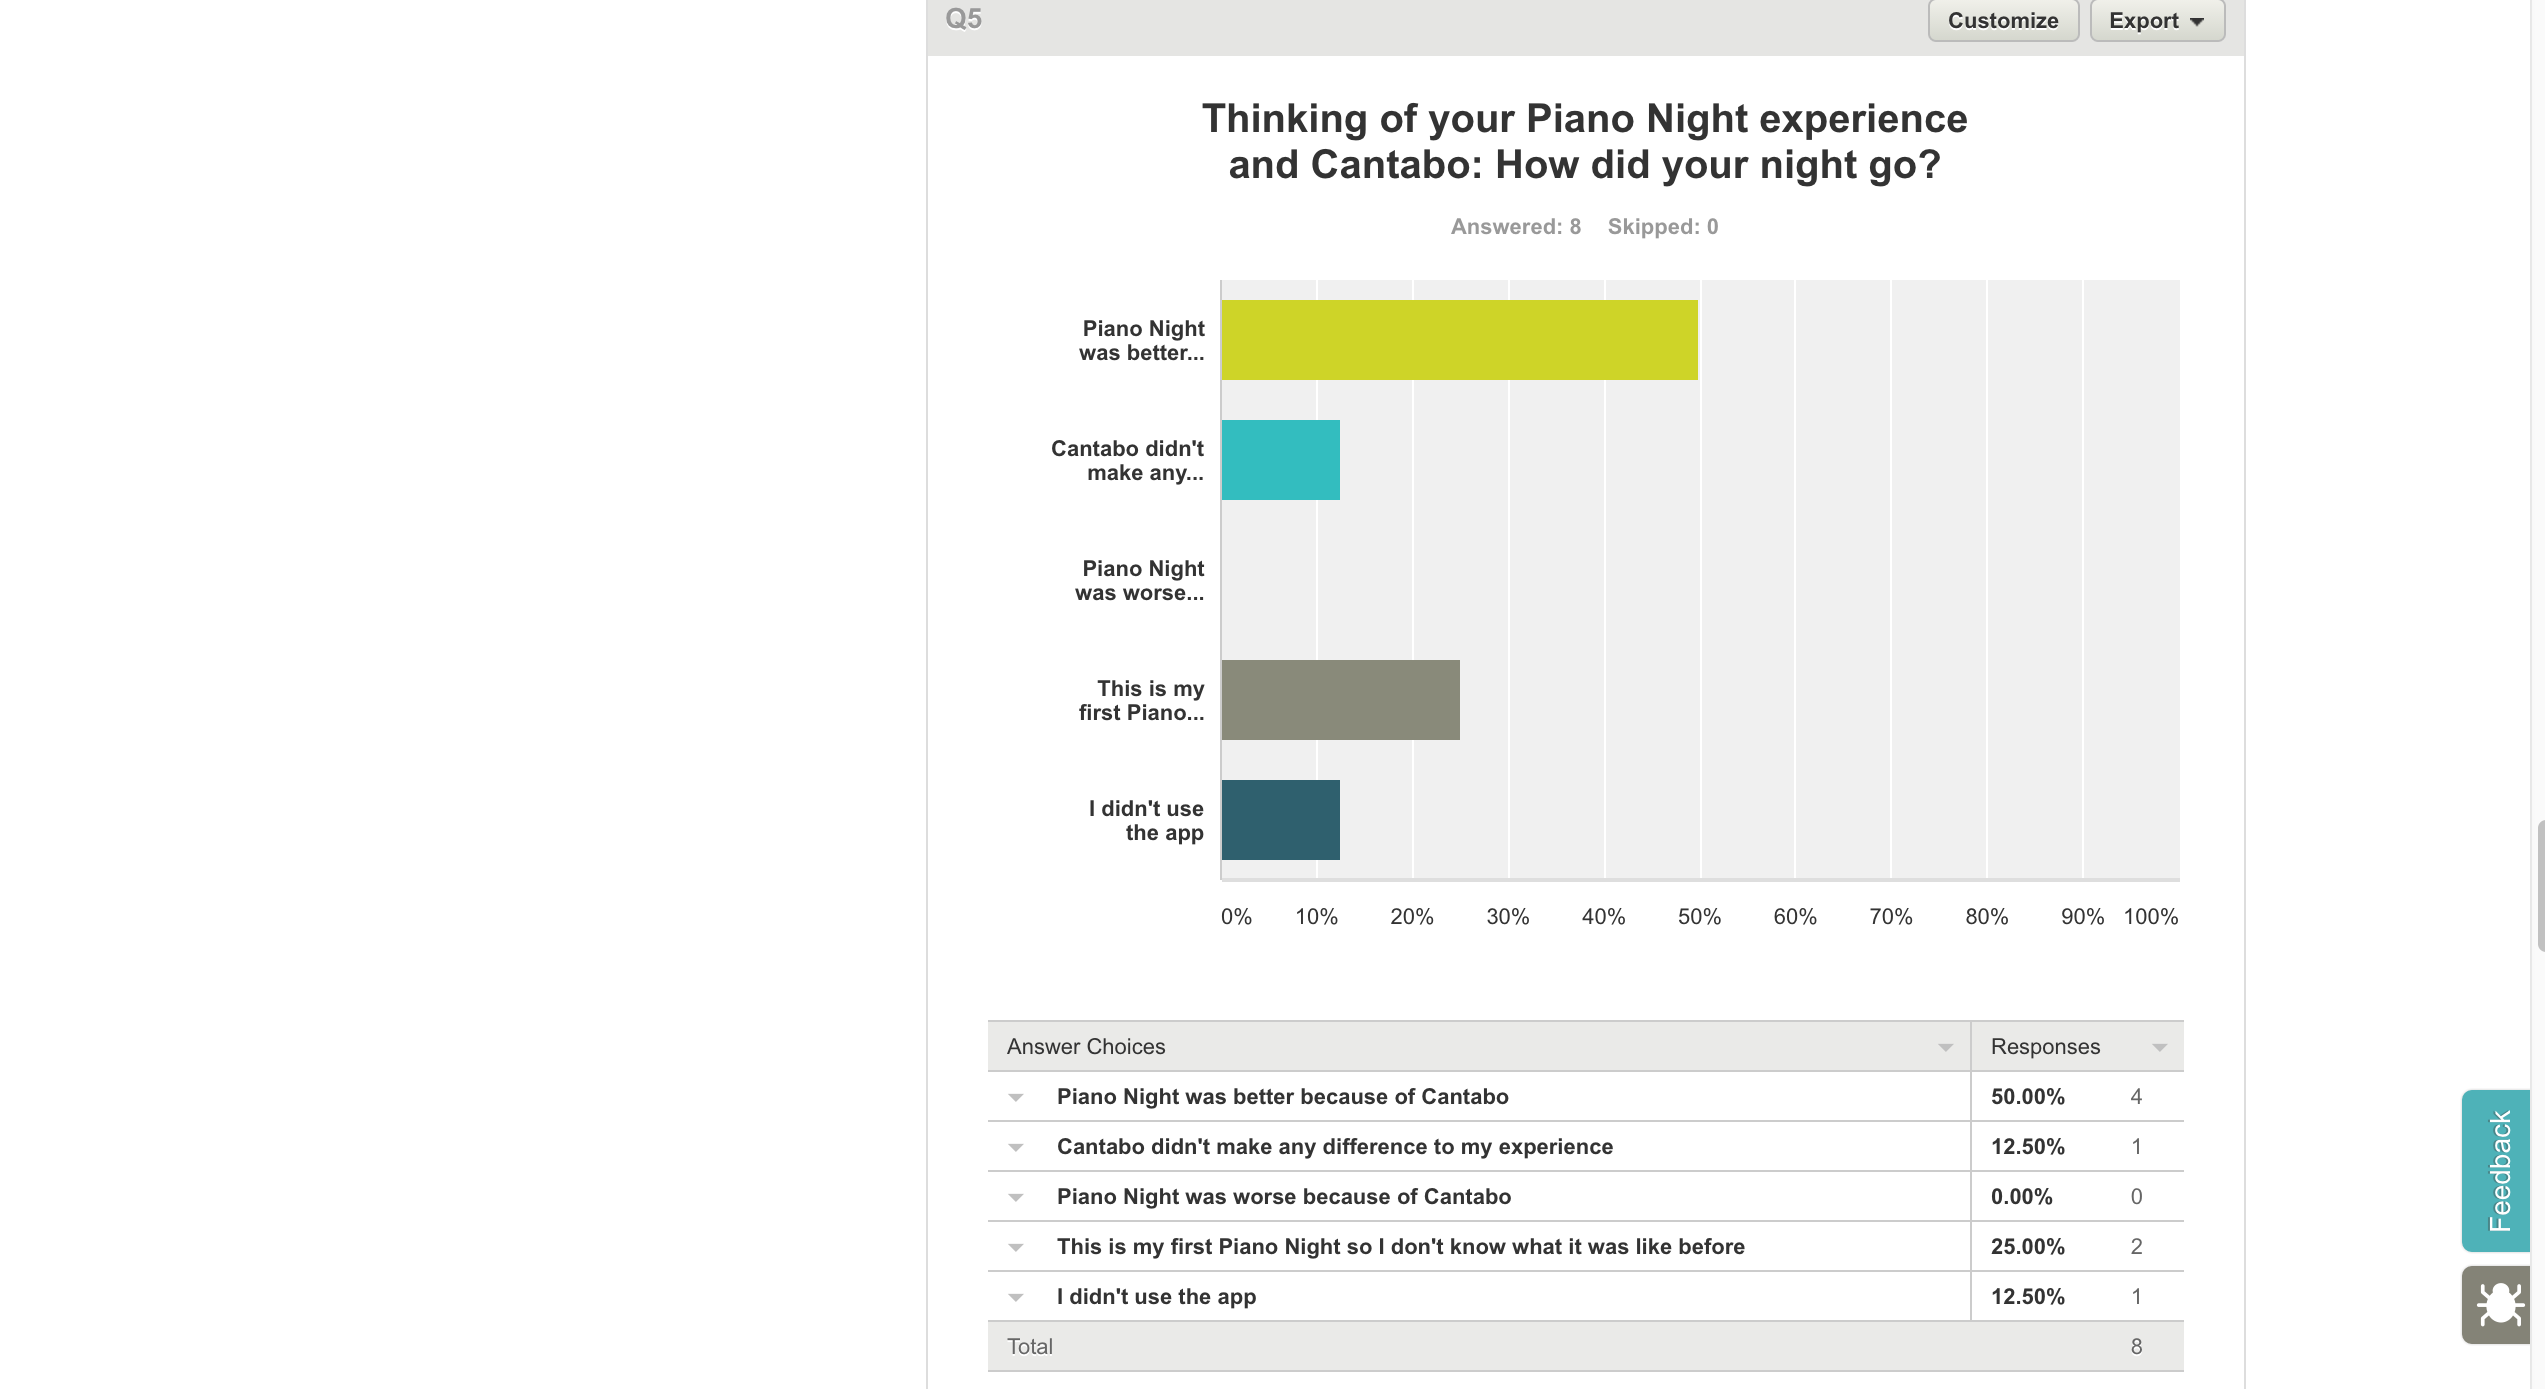 Q5
Customize
Export
Thinking of your Piano Night experience
and Cantabo: How did your night go?
Answered: 8 Skipped: 0
Piano Night
was better...
Cantabo didn't
make any...
Piano Night
was worse...
This is my
first Piano...
I didn't use
the app
0% 10% 20% 30% 40% 50% 60% 70% 80% 90% 100%
Answer Choices Responses
Piano Night was better because of Cantabo 50.00% 4
Cantabo didn't make any difference to my experience 12.50% 1
Piano Night was worse because of Cantabo 0.00% 0
This is my first Piano Night so I don't know what it was like before 25.00% 2
I didn't use the app 12.50% 1
Total 8
Feedback